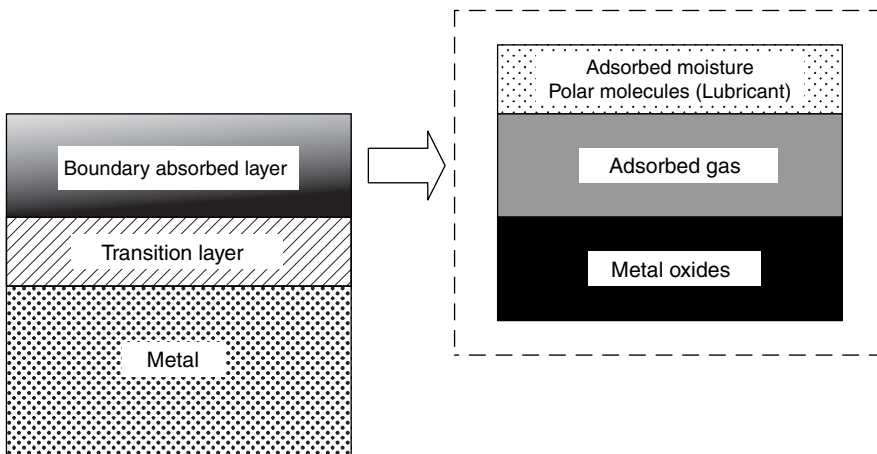 Boundary absorbed layer
Transition layer
Metal
Adsorbed moisture
Polar molecules (Lubricant)
Adsorbed gas
Metal oxides